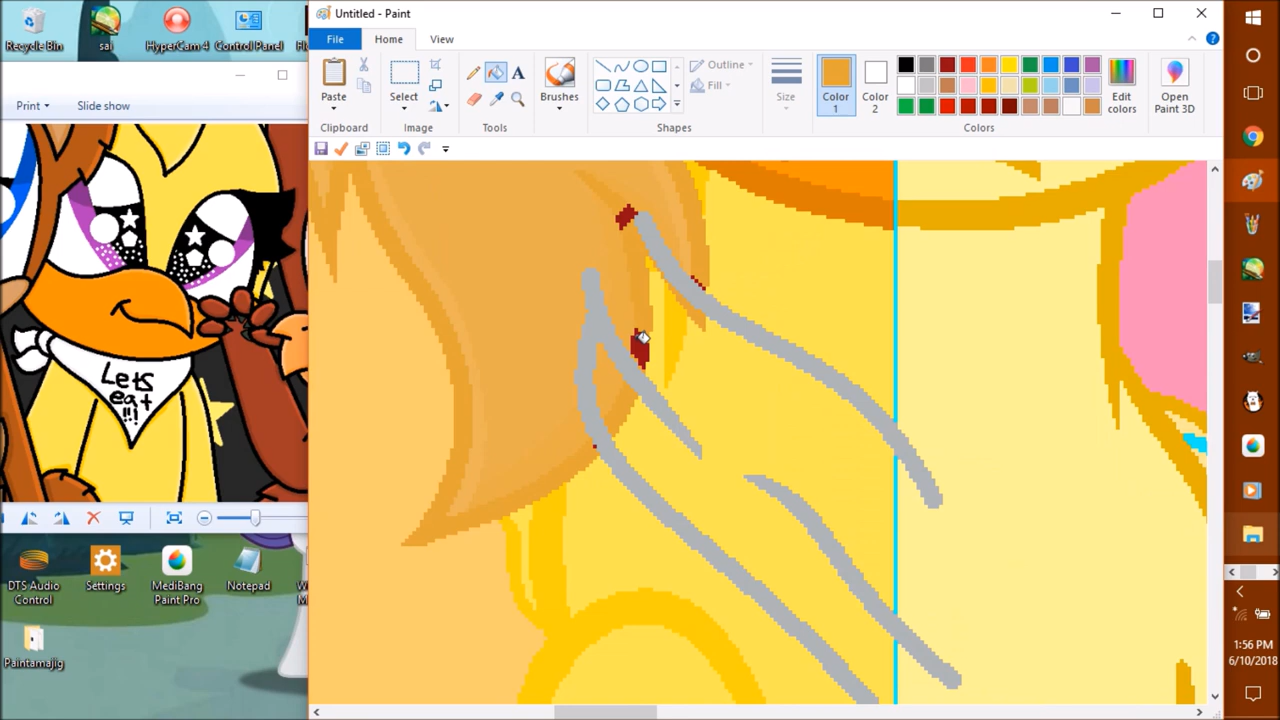 Recycle Bin
sai
HyperCam 4
Control Panel
Untitled - Paint
File
Home
View
Print
Slide show
Paste
Select
Brushes
Outline
Fill
Size
Color
1
Color
2
Edit
colors
Open
Paint 3D
Clipboard
Image
Tools
Shapes
Colors
Lets
eat
!!!
DTS Audio
Control
Settings
MediBang
Paint Pro
Notepad
Paintamajig
1:56 PM
6/10/2018